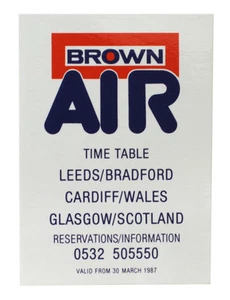 BROWN
AIR
TIME TABLE
LEEDS/BRADFORD
CARDIFF/WALES
GLASGOW/SCOTLAND
RESERVATIONS/INFORMATION
0532 505550
VALID FROM 30 MARCH 1987